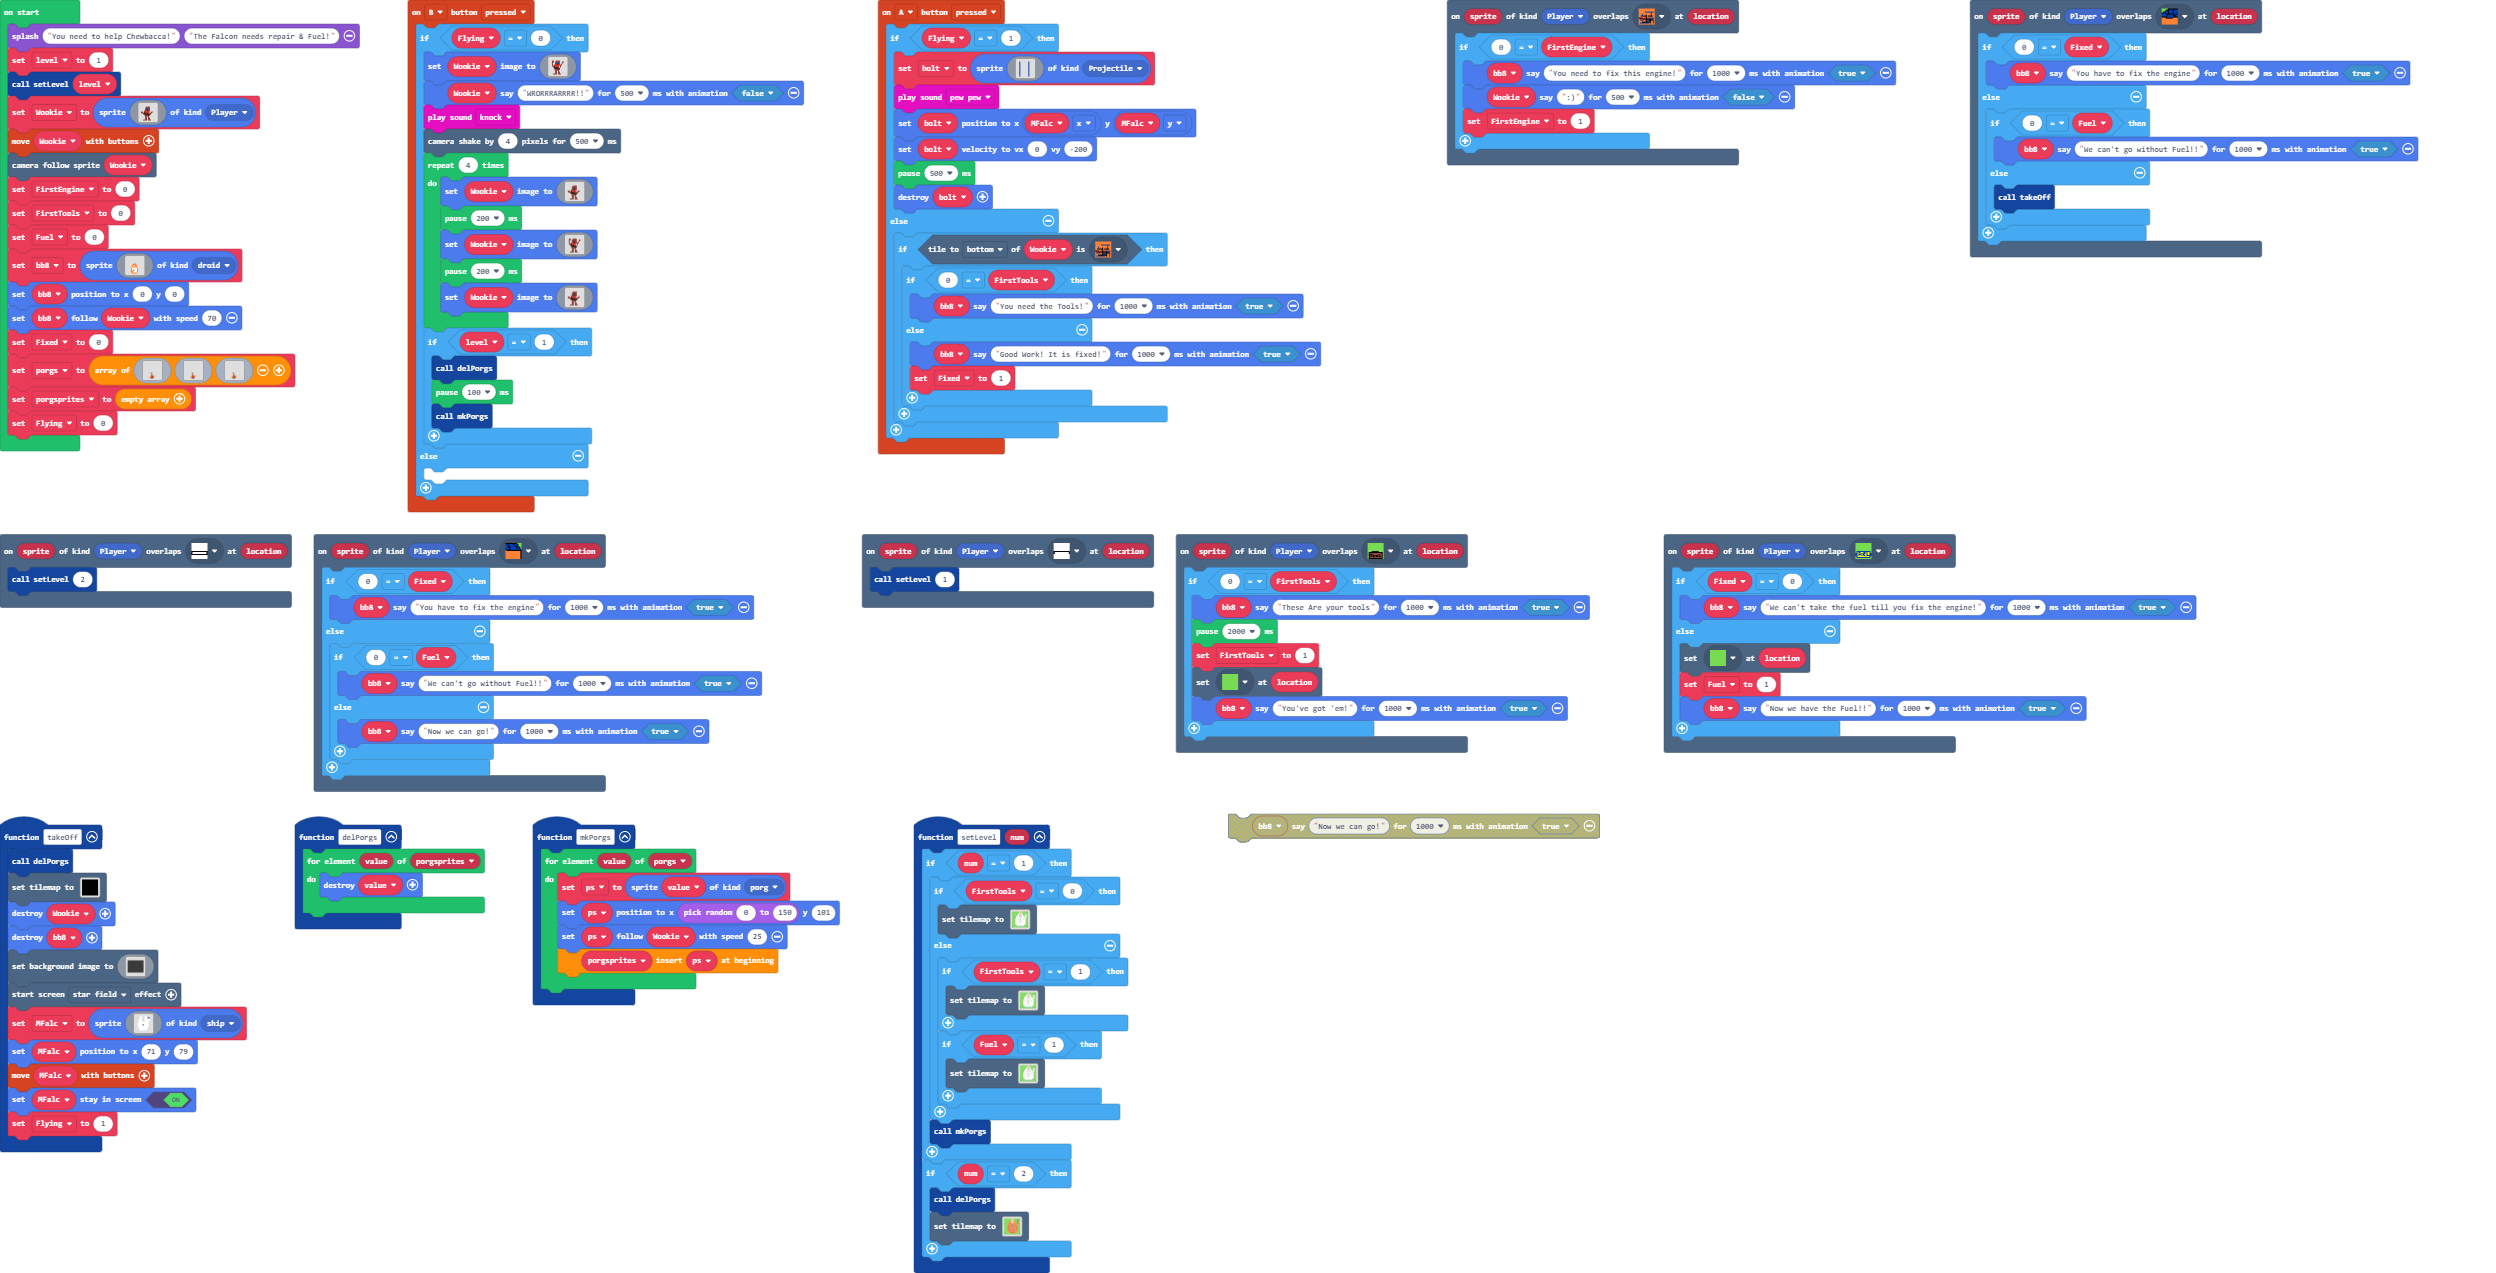 on start
splash "You need to help Chewbacca!" "The Falcon needs repair & Fuel!"
set level to 1
call setLevel level
set Wookie to sprite of kind Player
move Wookie with buttons
camera follow sprite Wookie
set FirstEngine to 0
set FirstTools to 0
set Fuel to 0
set bb8 to sprite of kind droid
set bb8 position to x 0 y 0
set bb8 follow Wookie with speed 70
set Fixed to 0
set porgs to array of
set porgsprites to empty array
set Flying to 0
on B button pressed
if Flying = 0 then
set Wookie image to
Wookie say "WRORRRARRRR!!" for 500 ms with animation false
play sound knock
camera shake by 4 pixels for 500 ms
repeat 4 times
do
set Wookie image to
pause 200 ms
set Wookie image to
pause 200 ms
set Wookie image to
if level = 1 then
call delPorgs
pause 100 ms
call mkPorgs
else
on A button pressed
if Flying = 1 then
set bolt to sprite of kind Projectile
play sound pew pew
set bolt position to x MFalc x y MFalc y
set bolt velocity to vx 0 vy -200
pause 500 ms
destroy bolt
else
if tile to bottom of Wookie is then
if 0 = FirstTools then
bb8 say "You need the Tools!" for 1000 ms with animation true
else
bb8 say "Good Work! It is fixed!" for 1000 ms with animation true
set Fixed to 1
on sprite of kind Player overlaps at location
if 0 = FirstEngine then
bb8 say "You need to fix this engine!" for 1000 ms with animation true
Wookie say ":)" for 500 ms with animation false
set FirstEngine to 1
on sprite of kind Player overlaps at location
if 0 = Fixed then
bb8 say "You have to fix the engine" for 1000 ms with animation true
else
if 0 = Fuel then
bb8 say "We can't go without Fuel!!" for 1000 ms with animation true
else
call takeOff
on sprite of kind Player overlaps at location
call setLevel 2
on sprite of kind Player overlaps at location
if 0 = Fixed then
bb8 say "You have to fix the engine" for 1000 ms with animation true
else
if 0 = Fuel then
bb8 say "We can't go without Fuel!!" for 1000 ms with animation true
else
bb8 say "Now we can go!" for 1000 ms with animation true
on sprite of kind Player overlaps at location
call setLevel 1
on sprite of kind Player overlaps at location
if 0 = FirstTools then
bb8 say "These Are your tools" for 1000 ms with animation true
pause 2000 ms
set FirstTools to 1
set at location
bb8 say "You've got 'em!" for 1000 ms with animation true
on sprite of kind Player overlaps at location
if Fixed = 0 then
bb8 say "We can't take the fuel till you fix the engine!" for 1000 ms with animation true
else
set at location
set Fuel to 1
bb8 say "Now we have the Fuel!!" for 1000 ms with animation true
function takeOff
call delPorgs
set tilemap to
destroy Wookie
destroy bb8
set background image to
start screen star field effect
set MFalc to sprite of kind ship
set MFalc position to x 71 y 79
move MFalc with buttons
set MFalc stay in screen ON
set Flying to 1
function delPorgs
for element value of porgsprites
do destroy value
function mkPorgs
for element value of porgs
do set ps to sprite value of kind porg
set ps position to x pick random 0 to 150 y 101
set ps follow Wookie with speed 25
porgsprites insert ps at beginning
function setLevel num
if num = 1 then
if FirstTools = 0 then
set tilemap to
else
if FirstTools = 1 then
set tilemap to
if Fuel = 1 then
set tilemap to
call mkPorgs
if num = 2 then
call delPorgs
set tilemap to
bb8 say "Now we can go!" for 1000 ms with animation true